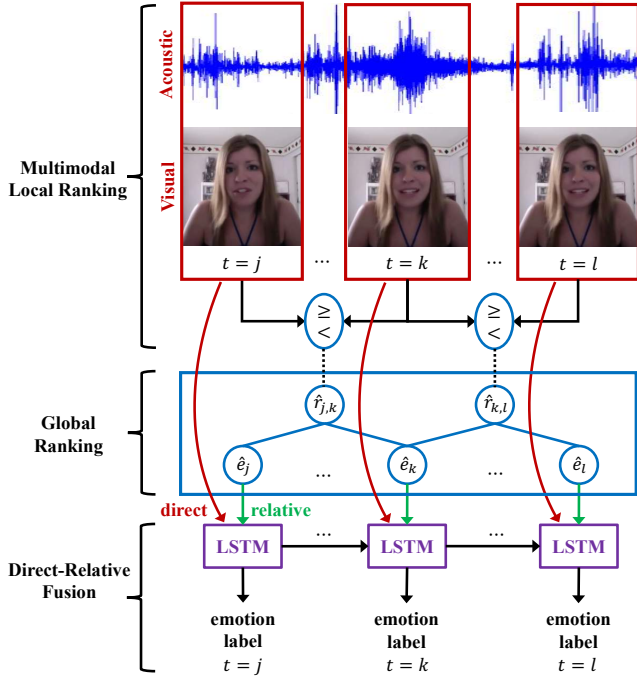 Acoustic
Multimodal
Local Ranking
Visual
t = j
...
t = k
...
t = l
≥
<
≥
<
Global
Ranking
r̂j,k
r̂k,l
êj
...
êk
...
êl
direct
relative
Direct-Relative
Fusion
LSTM
...
LSTM
...
LSTM
emotion
label
t = j
emotion
label
t = k
emotion
label
t = l